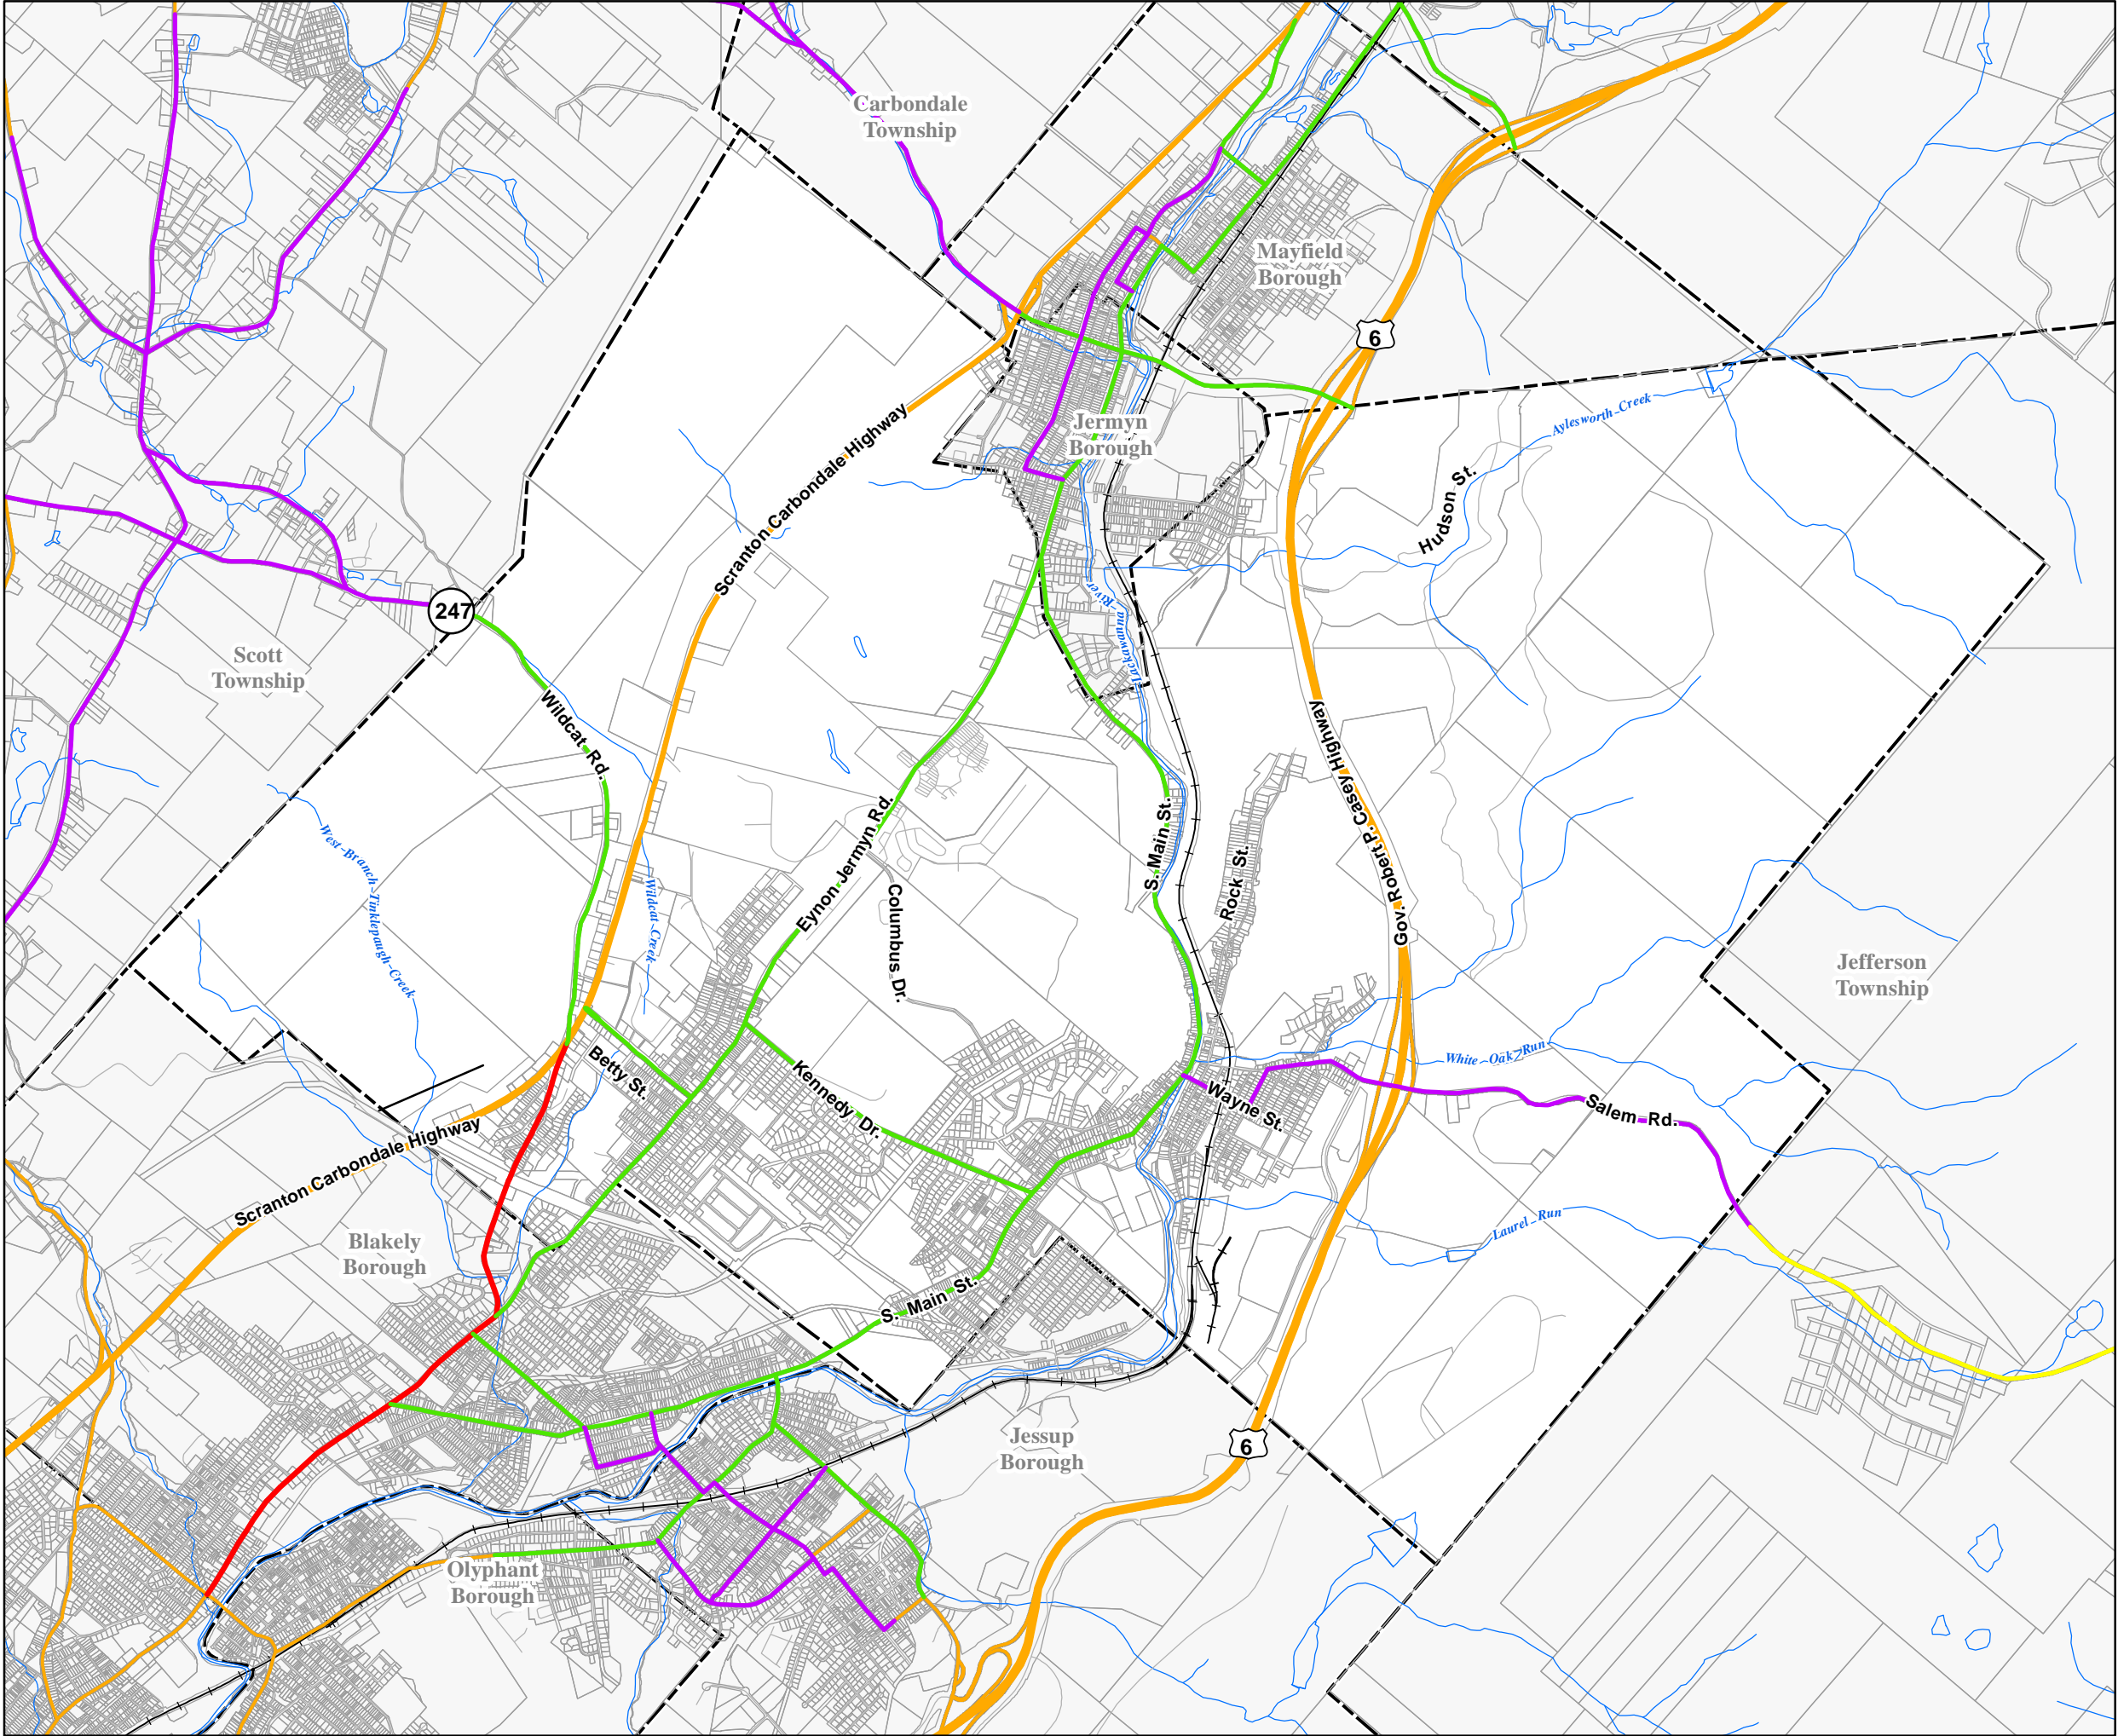 Carbondale
Township
Mayfield
Borough
6
Jermyn
Borough
Aylesworth Creek
Hudson St.
Scranton Carbondale Highway
247
Lackawanna River
Scott
Township
Wildcat Rd.
Gov. Robert P. Casey Highway
Eynon Jermyn Rd.
S. Main St.
Rock St.
West Branch Tinklepaugh Creek
Wildcat Creek
Columbus Dr.
Jefferson
Township
White Oak Run
Betty St.
Kennedy Dr.
Wayne St.
Salem Rd.
Scranton Carbondale Highway
Laurel Run
Blakely
Borough
S. Main St.
Jessup
Borough
6
Olyphant
Borough